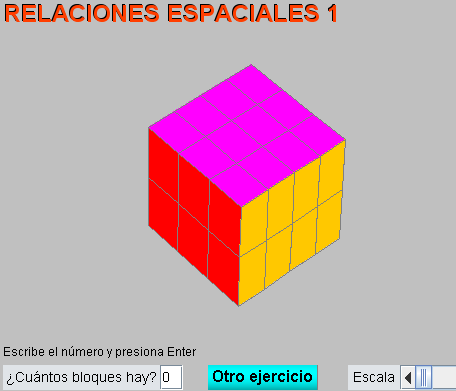 RELACIONES ESPACIALES 1
Escribe el número y presiona Enter
¿Cuántos bloques hay? 0 Otro ejercicio Escala